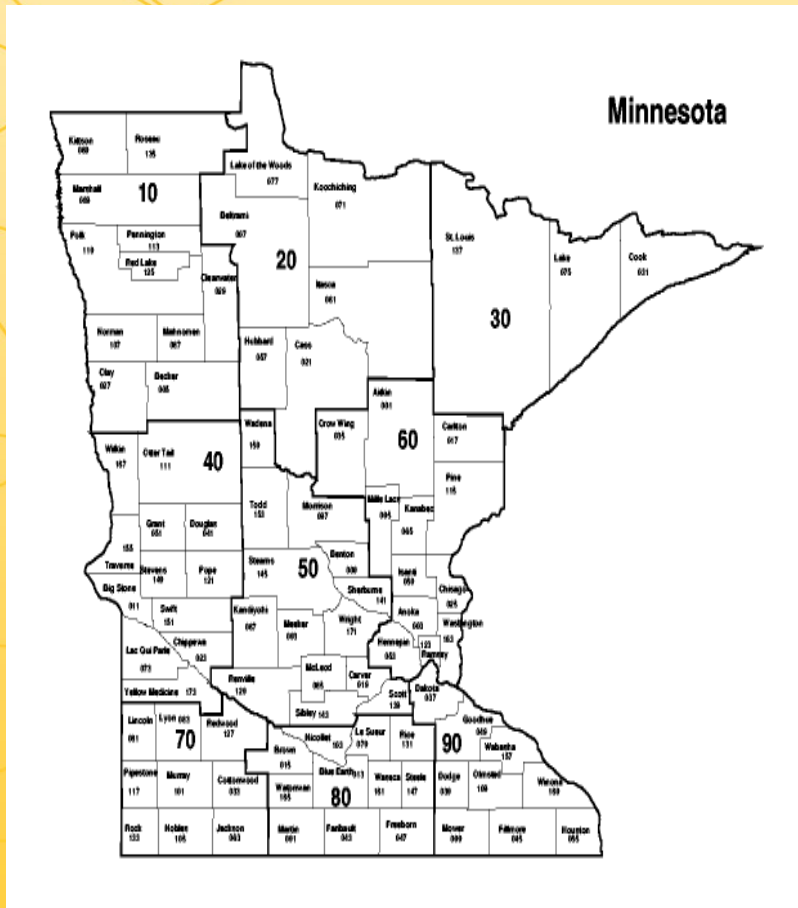 Minnesota
Kittson
Roseau
135
Lake of the Woods
077
Koochiching
071
Marshall
089
10
Beltrami
007
St. Louis
137
Lake
075
Cook
031
Polk
119
Pennington
113
Red Lake
125
20
Clearwater
029
Itasca
061
30
Norman
107
Mahnomen
087
Hubbard
057
Cass
021
Clay
027
Becker
005
Aitkin
001
Wadena
159
Crow Wing
035
60
Carlton
017
Wilkin
167
Otter Tail
111
40
Pine
115
Todd
153
Morrison
097
Mille Lacs
095
Kanabec
065
Grant
051
Douglas
041
155
Traverse
Stevens
149
Pope
121
Stearns
145
50
Benton
009
Isanti
059
Chisago
025
Big Stone
011
Swift
151
Sherburne
141
Anoka
003
Washington
163
Kandiyohi
067
Meeker
093
Wright
171
Hennepin
053
123
Ramsey
Chippewa
023
Lac Qui Parle
073
Renville
129
McLeod
085
Carver
019
Scott
139
Dakota
037
Yellow Medicine 173
Sibley 143
Lincoln
081
Lyon 083
Redwood
127
70
Nicollet
103
Le Sueur
079
Rice
131
Goodhue
049
Wabasha
157
90
Brown
015
Pipestone
117
Murray
101
Cottonwood
033
Watonwan
165
Blue Earth 013
80
Waseca
161
Steele
147
Dodge
039
Olmsted
109
Winona
169
Rock
133
Nobles
105
Jackson
063
Martin
091
Faribault
043
Freeborn
047
Mower
099
Fillmore
045
Houston
055